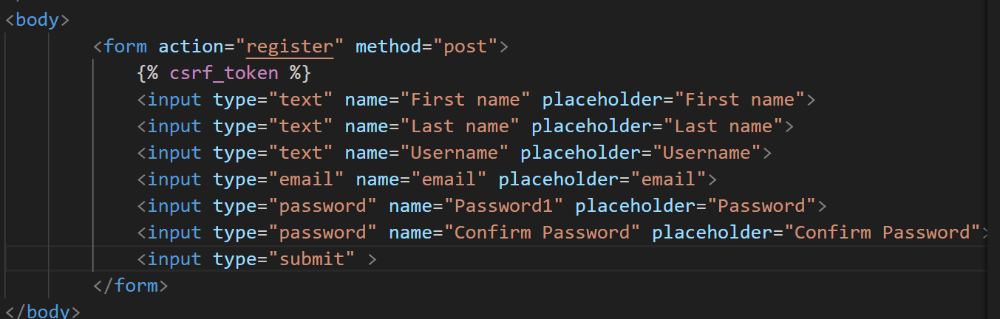 <body>
<form action="register" method="post">
{% csrf_token %}
<input type="text" name="First name" placeholder="First name">
<input type="text" name="Last name" placeholder="Last name">
<input type="text" name="Username" placeholder="Username">
<input type="email" name="email" placeholder="email">
<input type="password" name="Password1" placeholder="Password">
<input type="password" name="Confirm Password" placeholder="Confirm Password">
<input type="submit" >
</form>
</body>